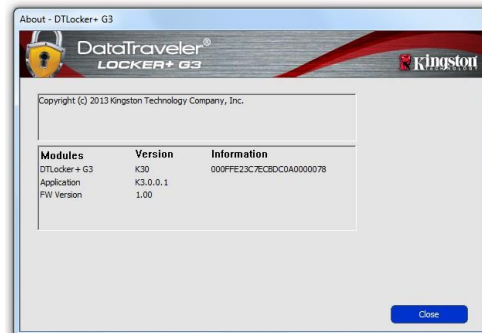 About - DTLocker+ G3
DataTraveler®
LOCKER+ G3
Kingston
TECHNOLOGY
Copyright (c) 2013 Kingston Technology Company, Inc.
Modules Version Information
DTLocker+ G3 K30 000FFE23C7ECBDC0A0000078
Application K3.0.0.1
FW Version 1.00
Close